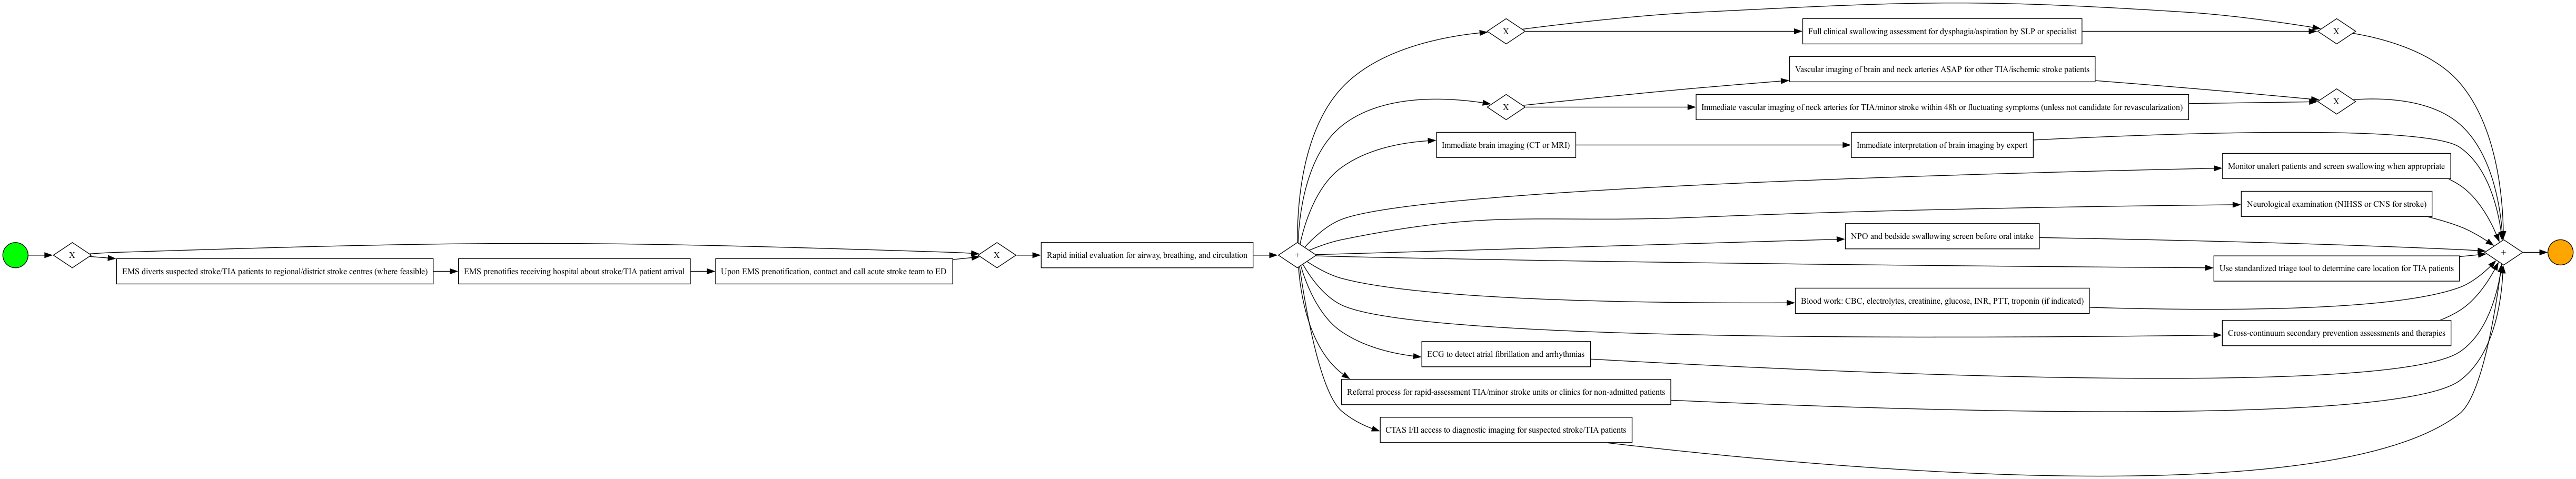 X
Full clinical swallowing assessment for dysphagia/aspiration by SLP or specialist
X
Vascular imaging of brain and neck arteries ASAP for other TIA/ischemic stroke patients
X
Immediate vascular imaging of neck arteries for TIA/minor stroke within 48h or fluctuating symptoms (unless not candidate for revascularization)
X
Immediate brain imaging (CT or MRI)
Immediate interpretation of brain imaging by expert
Monitor unalert patients and screen swallowing when appropriate
Neurological examination (NIHSS or CNS for stroke)
NPO and bedside swallowing screen before oral intake
X
EMS diverts suspected stroke/TIA patients to regional/district stroke centres (where feasible)
EMS prenotifies receiving hospital about stroke/TIA patient arrival
Upon EMS prenotification, contact and call acute stroke team to ED
X
Rapid initial evaluation for airway, breathing, and circulation
+
+
Use standardized triage tool to determine care location for TIA patients
Blood work: CBC, electrolytes, creatinine, glucose, INR, PTT, troponin (if indicated)
Cross-continuum secondary prevention assessments and therapies
ECG to detect atrial fibrillation and arrhythmias
Referral process for rapid-assessment TIA/minor stroke units or clinics for non-admitted patients
CTAS I/II access to diagnostic imaging for suspected stroke/TIA patients